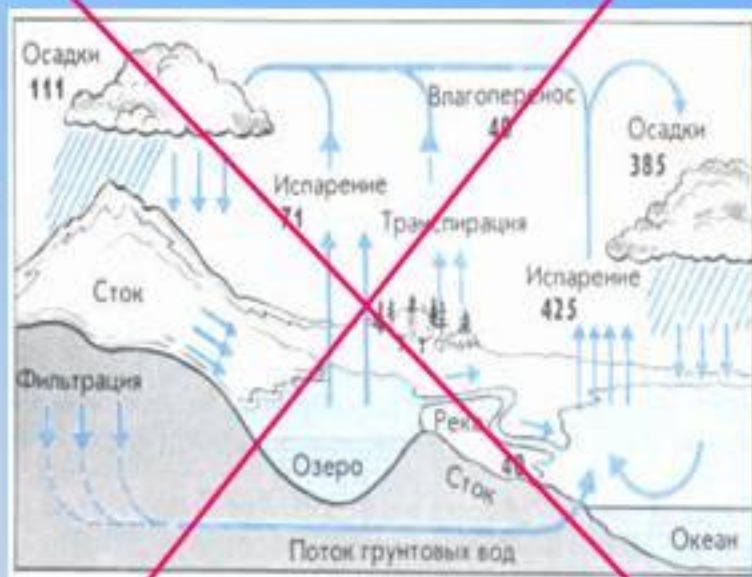 Осадки
111
Влагоперенос
40
Осадки
385
Испарение
71
Транспирация
Испарение
425
Сток
Фильтрация
Река
Озеро
Сток
40
Поток грунтовых вод
Океан